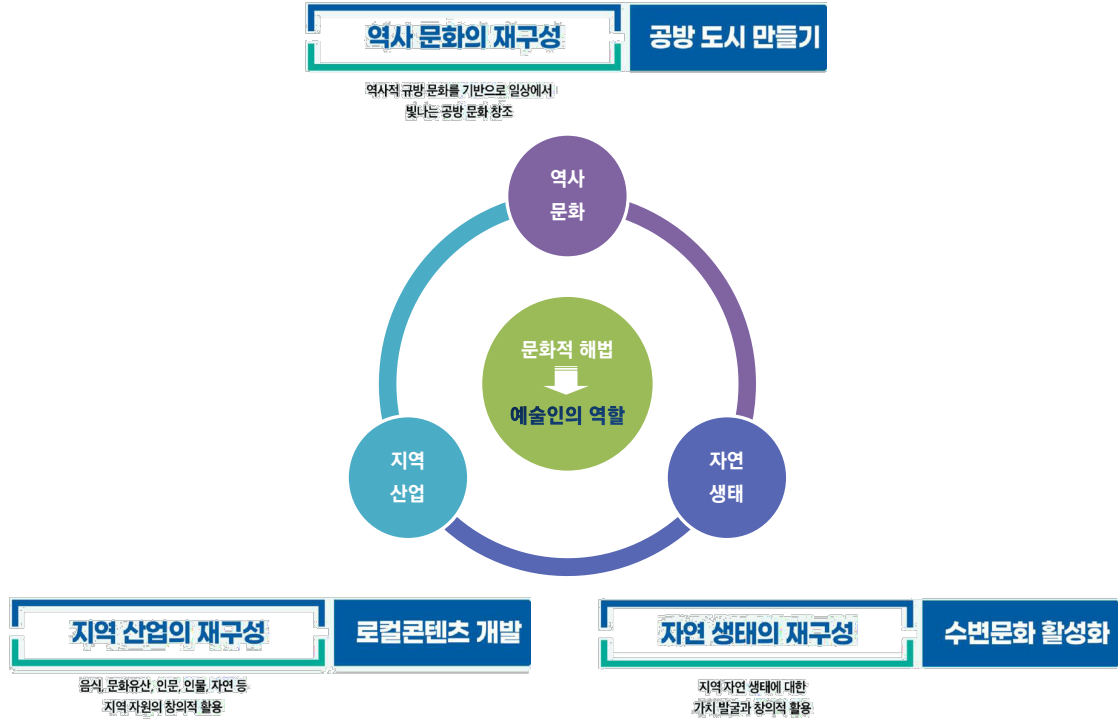 역사 문화의 재구성 공방 도시 만들기
역사적 규방 문화를 기반으로 일상에서
빛나는 공방 문화 창조
역사
문화
문화적 해법
예술인의 역할
지역
산업
자연
생태
지역 산업의 재구성 로컬콘텐츠 개발
음식, 문화유산, 인문, 인물, 자연 등
지역 자원의 창의적 활용
자연 생태의 재구성 수변문화 활성화
지역 자연 생태에 대한
가치 발굴과 창의적 활용